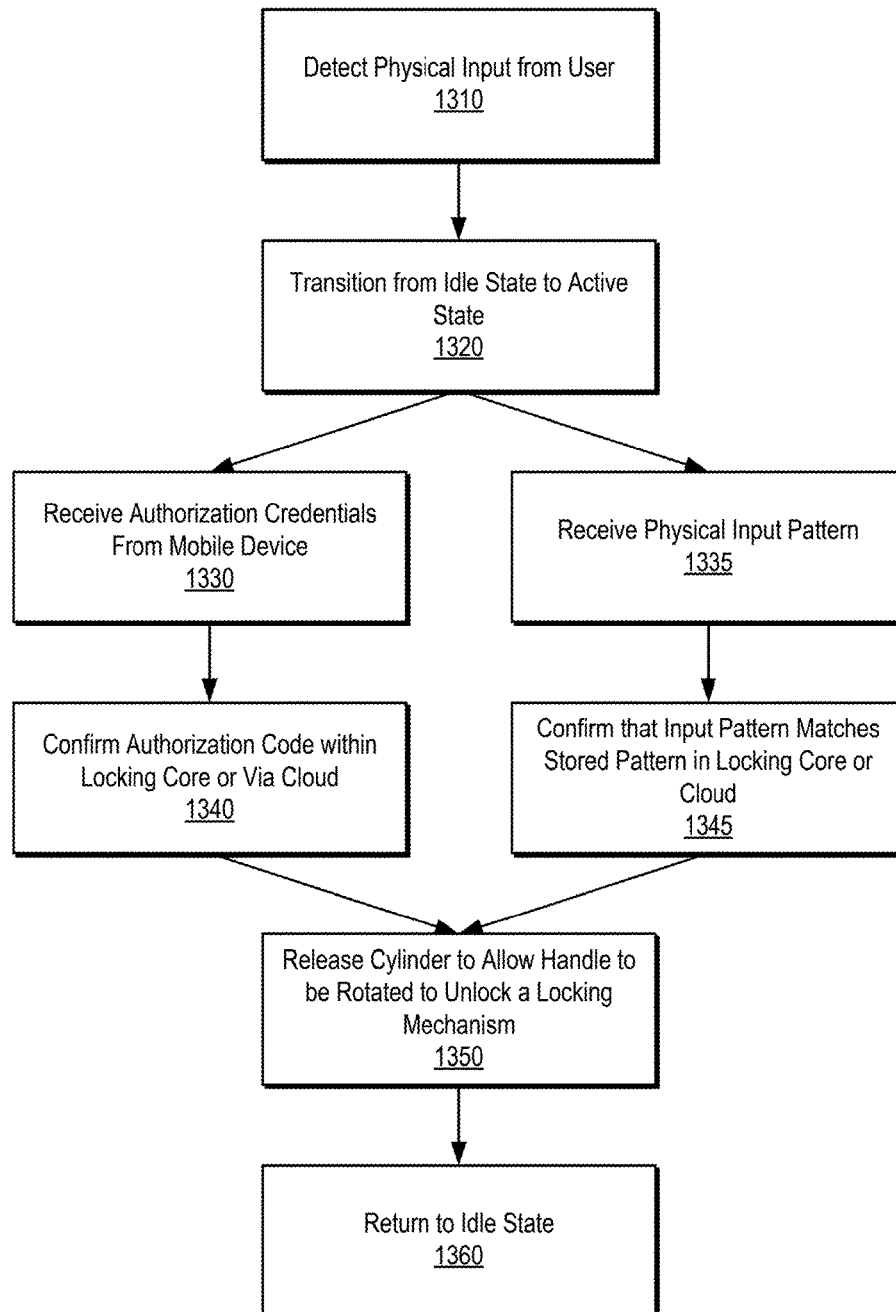 Detect Physical Input from User
1310
Transition from Idle State to Active
State
1320
Receive Authorization Credentials
From Mobile Device
1330
Receive Physical Input Pattern
1335
Confirm Authorization Code within
Locking Core or Via Cloud
1340
Confirm that Input Pattern Matches
Stored Pattern in Locking Core or
Cloud
1345
Release Cylinder to Allow Handle to
be Rotated to Unlock a Locking
Mechanism
1350
Return to Idle State
1360